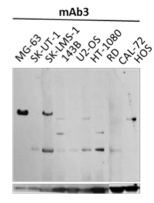 mAb3
MG-63
SK-UT-1
SK-LMS-1
143B
U2-OS
HT-1080
RD
CAL-72
HOS